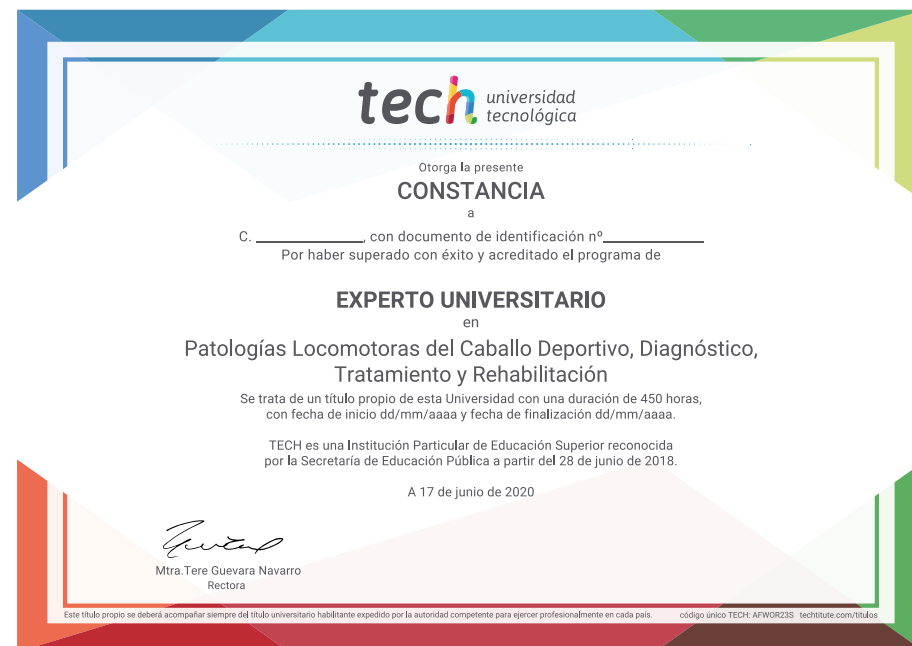 tech universidad
tecnológica
Otorga la presente
CONSTANCIA
a
C. ____________, con documento de identificación nº____________
Por haber superado con éxito y acreditado el programa de
EXPERTO UNIVERSITARIO
en
Patologías Locomotoras del Caballo Deportivo, Diagnóstico,
Tratamiento y Rehabilitación
Se trata de un título propio de esta Universidad con una duración de 450 horas,
con fecha de inicio dd/mm/aaaa y fecha de finalización dd/mm/aaaa.
TECH es una Institución Particular de Educación Superior reconocida
por la Secretaría de Educación Pública a partir del 28 de junio de 2018.
A 17 de junio de 2020
Mtra.Tere Guevara Navarro
Rectora
Este título propio se deberá acompañar siempre del título universitario habilitante expedido por la autoridad competente para ejercer profesionalmente en cada país. código único TECH: AFWOR23S techtitute.com/titulos